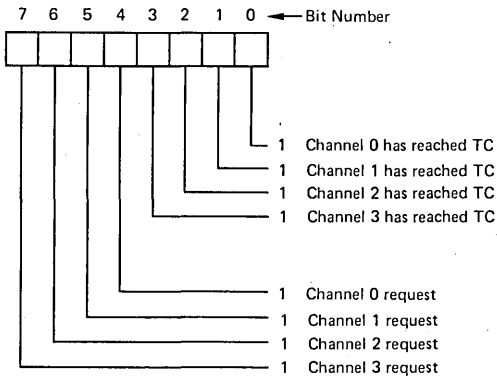 7 6 5 4 3 2 1 0 Bit Number
1 Channel 0 has reached TC
1 Channel 1 has reached TC
1 Channel 2 has reached TC
1 Channel 3 has reached TC
1 Channel 0 request
1 Channel 1 request
1 Channel 2 request
1 Channel 3 request